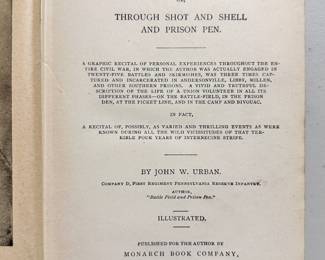 OR,
THROUGH SHOT AND SHELL
AND PRISON PEN.
A GRAPHIC RECITAL OF PERSONAL EXPERIENCES THROUGHOUT THE EN-
TIRE CIVIL WAR, IN WHICH THE AUTHOR WAS ACTUALLY ENGAGED IN
TWENTY-FIVE BATTLES AND SKIRMISHES, WAS THREE TIMES CAP-
TURED AND INCARCERATED IN ANDERSONVILLE, LIBBY, MILLEN,
AND OTHER SOUTHERN PRISONS. A VIVID AND TRUTHFUL DE-
SCRIPTION OF THE LIFE OF A UNION VOLUNTEER IN ALL ITS
DIFFERENT PHASES—ON THE BATTLE-FIELD, IN THE PRISON
DEN, AT THE PICKET LINE, AND IN THE CAMP AND BIVOUAC.
IN FACT,
A RECITAL OF, POSSIBLY, AS VARIED AND THRILLING EVENTS AS WERE
KNOWN DURING ALL THE WILD VICISSITUDES OF THAT TER-
RIBLE FOUR YEARS OF INTERNECINE STRIFE.
BY JOHN W. URBAN.
COMPANY D, FIRST REGIMENT PENNSYLVANIA RESERVE INFANTRY.
AUTHOR,
"Battle Field and Prison Pen."
ILLUSTRATED.
PUBLISHED FOR THE AUTHOR BY
MONARCH BOOK COMPANY,